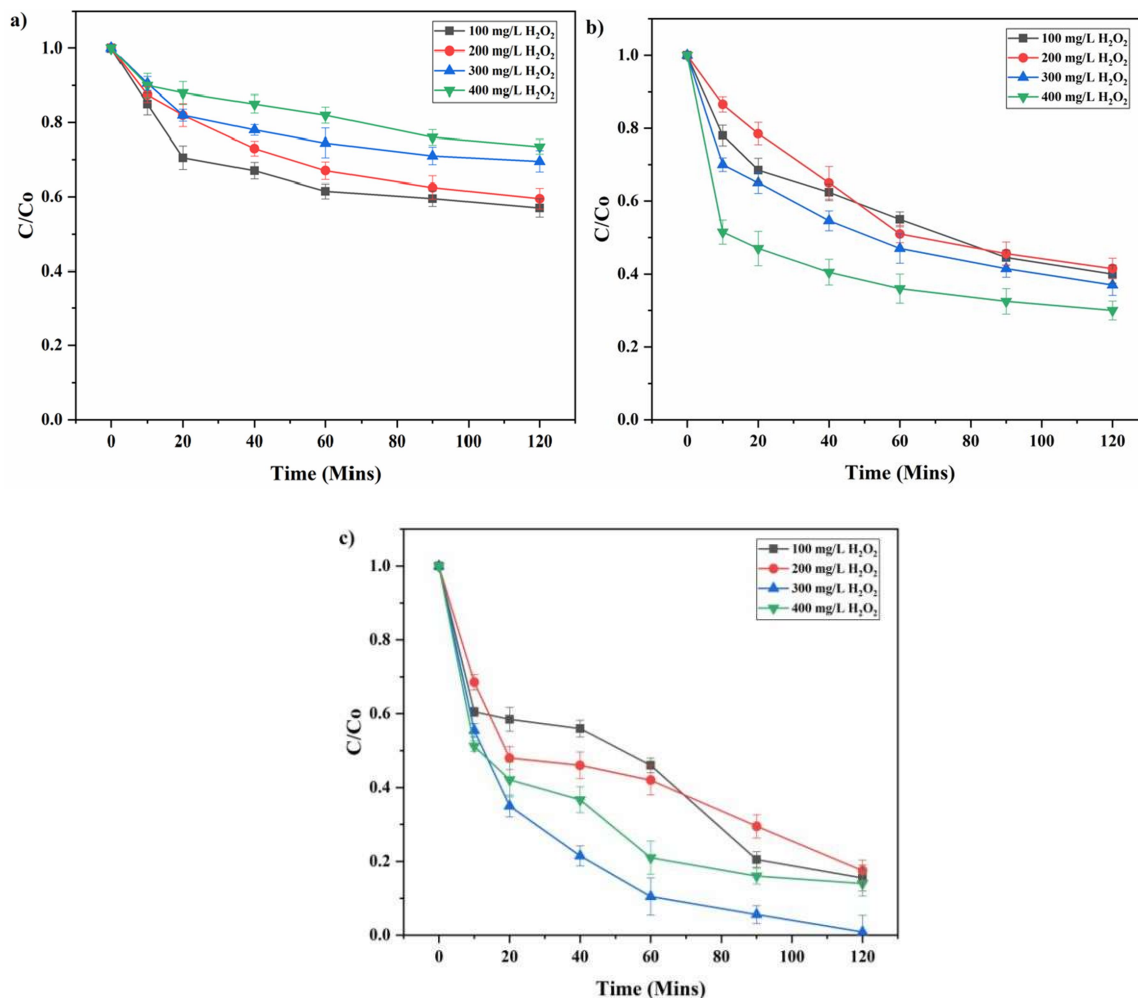 a)
100 mg/L H₂O₂
200 mg/L H₂O₂
300 mg/L H₂O₂
400 mg/L H₂O₂
1.0
0.8
0.6
0.4
0.2
0.0
C/Co
0 20 40 60 80 100 120
Time (Mins)
b)
100 mg/L H₂O₂
200 mg/L H₂O₂
300 mg/L H₂O₂
400 mg/L H₂O₂
1.0
0.8
0.6
0.4
0.2
0.0
C/Co
0 20 40 60 80 100 120
Time (Mins)
c)
100 mg/L H₂O₂
200 mg/L H₂O₂
300 mg/L H₂O₂
400 mg/L H₂O₂
1.0
0.8
0.6
0.4
0.2
0.0
C/Co
0 20 40 60 80 100 120
Time (Mins)